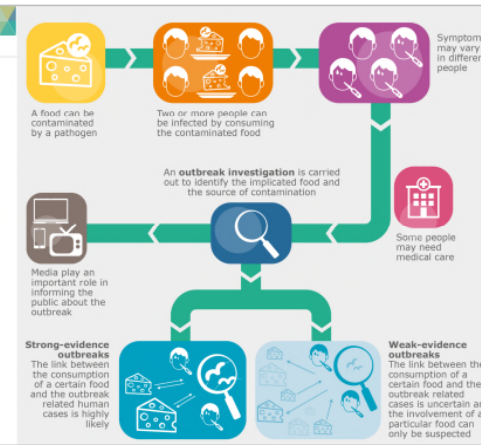 Symptom
may vary
in differen
people
A food can be
contaminated
by a pathogen
Two or more people can
be infected by consuming
the contaminated food
An outbreak investigation is carried
out to identify the implicated food and
the source of contamination
Some people
may need
medical care
Media play an
important role in
informing the
public about the
outbreak
Strong-evidence
outbreaks
The link between
the consumption
of a certain food
and the outbreak
related human
cases is highly
likely
Weak-evidence
outbreaks
The link between the
consumption of a
certain food and the
outbreak related
cases is uncertain an
the involvement of a
particular food can
only be suspected